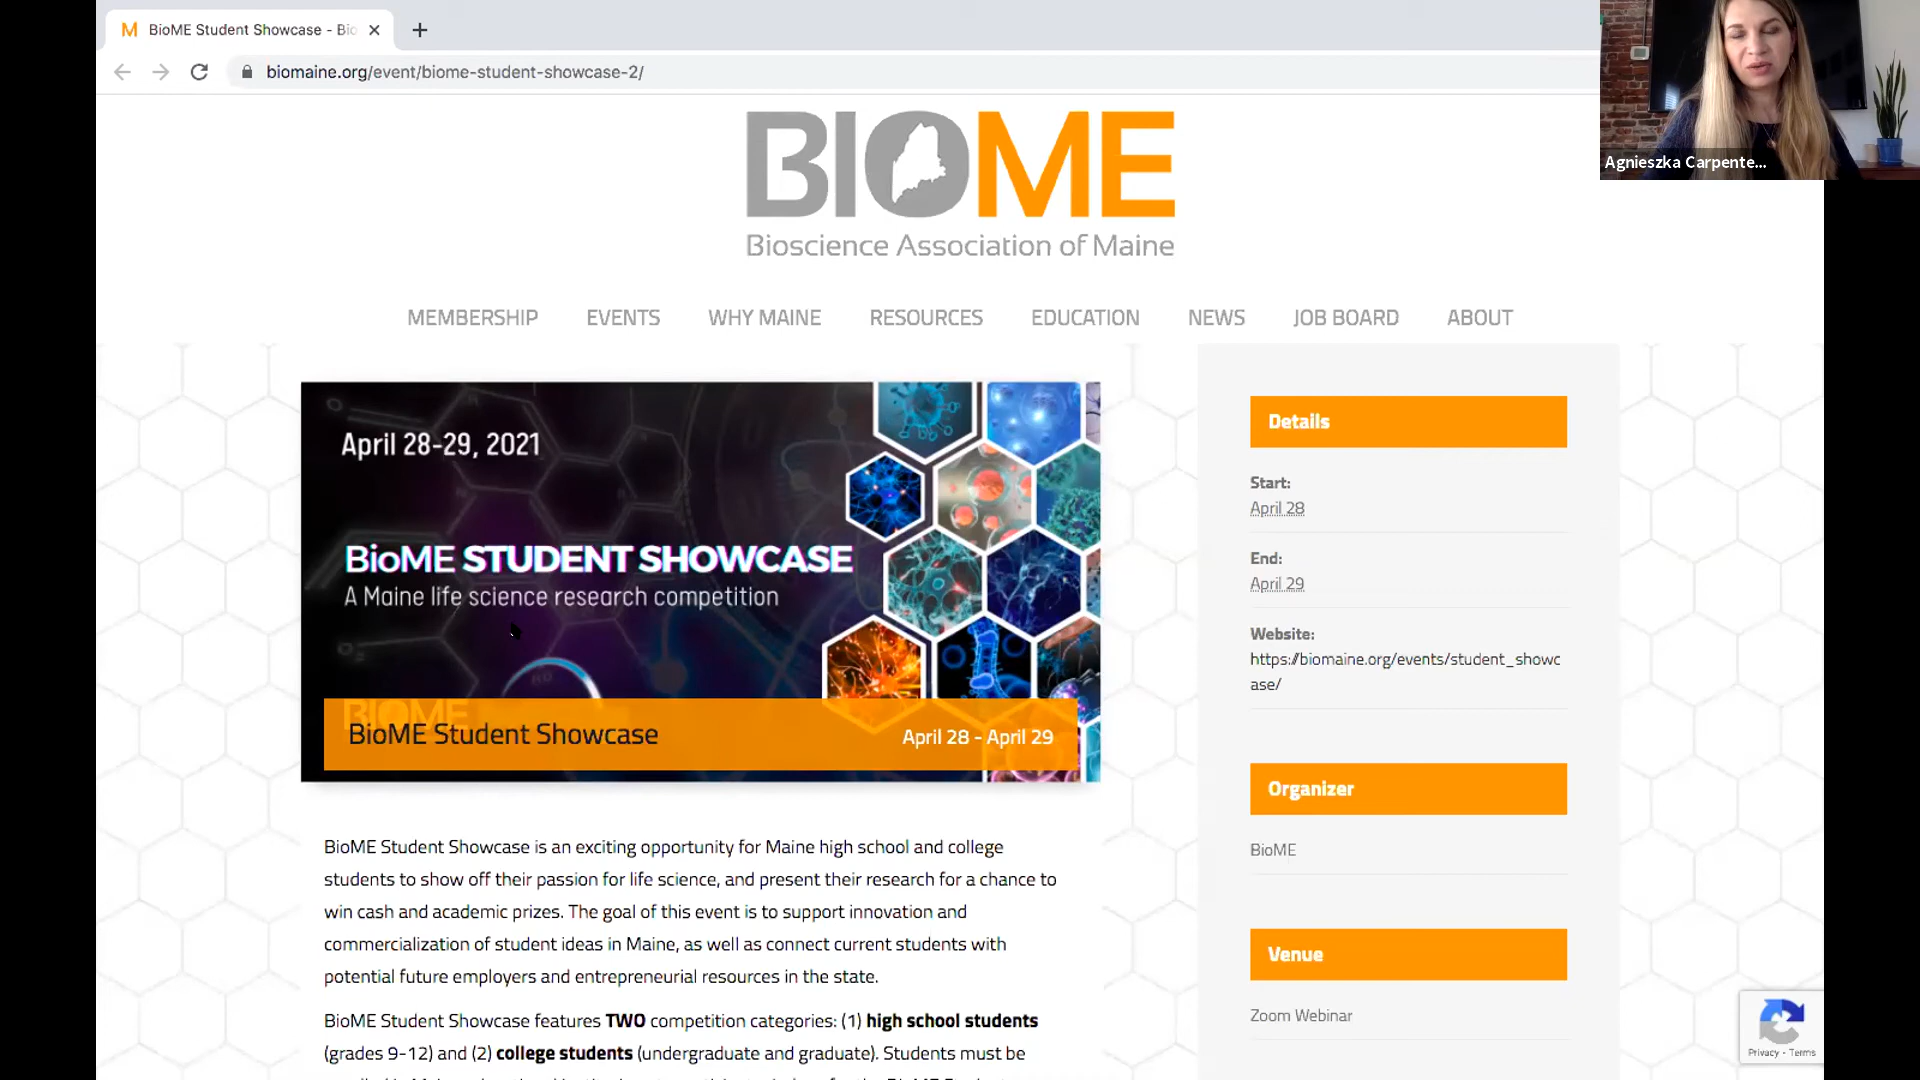 BioME Student Showcase - Bio
biomaine.org/event/biome-student-showcase-2/
Agnieszka Carpente...
BIOME
Bioscience Association of Maine
MEMBERSHIP EVENTS WHY MAINE RESOURCES EDUCATION NEWS JOB BOARD ABOUT
April 28-29, 2021
BioME STUDENT SHOWCASE
A Maine life science research competition
BIOME
BioME Student Showcase
April 28 - April 29
BioME Student Showcase is an exciting opportunity for Maine high school and college
students to show off their passion for life science, and present their research for a chance to
win cash and academic prizes. The goal of this event is to support innovation and
commercialization of student ideas in Maine, as well as connect current students with
potential future employers and entrepreneurial resources in the state.
BioME Student Showcase features TWO competition categories: (1) high school students
(grades 9-12) and (2) college students (undergraduate and graduate). Students must be
Details
Start:
April 28
End:
April 29
Website:
https://biomaine.org/events/student_showc
ase/
Organizer
BioME
Venue
Zoom Webinar
Privacy - Terms